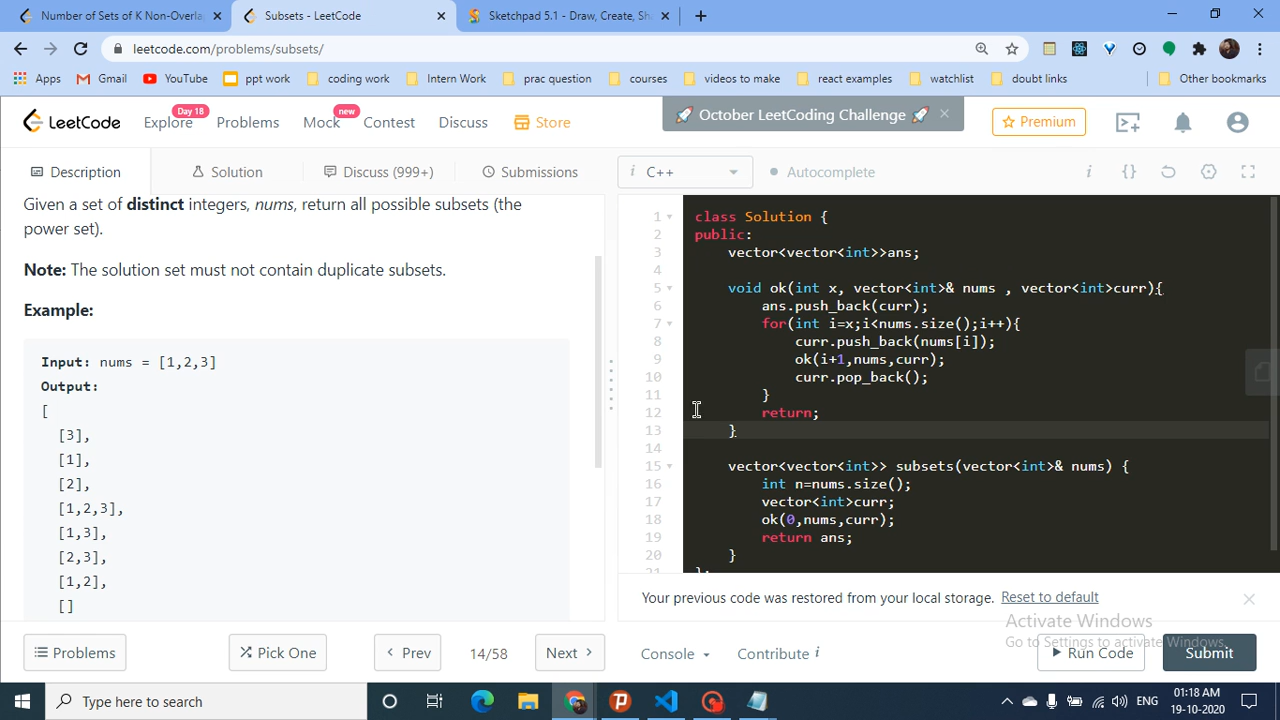 Number of Sets of K Non-Overla
Subsets - LeetCode
Sketchpad 5.1 - Draw, Create, Sha
leetcode.com/problems/subsets/
Apps
Gmail
YouTube
ppt work
coding work
Intern Work
prac question
courses
videos to make
react examples
watchlist
doubt links
Other bookmarks
LeetCode
Explore
Day 18
Problems
Mock
new
Contest
Discuss
Store
October LeetCoding Challenge
Premium
Description
Solution
Discuss (999+)
Submissions
i C++
Autocomplete
Given a set of distinct integers, nums, return all possible subsets (the
power set).
Note: The solution set must not contain duplicate subsets.
Example:
Input: nums = [1,2,3]
Output:
[
[3],
[1],
[2],
[1,2,3],
[1,3],
[2,3],
[1,2],
[]
1 class Solution {
2 public:
3 vector<vector<int>>ans;
4
5 void ok(int x, vector<int>& nums , vector<int>curr){
6 ans.push_back(curr);
7 for(int i=x;i<nums.size();i++){
8 curr.push_back(nums[i]);
9 ok(i+1,nums,curr);
10 curr.pop_back();
11 }
12 return;
13 }
14
15 vector<vector<int>> subsets(vector<int>& nums) {
16 int n=nums.size();
17 vector<int>curr;
18 ok(0,nums,curr);
19 return ans;
20 }
21 };
Your previous code was restored from your local storage. Reset to default
Activate Windows
Go to Settings to activate Windows.
Problems
Pick One
Prev
14/58
Next
Console
Contribute i
Run Code
Submit
Type here to search
ENG
01:18 AM
19-10-2020